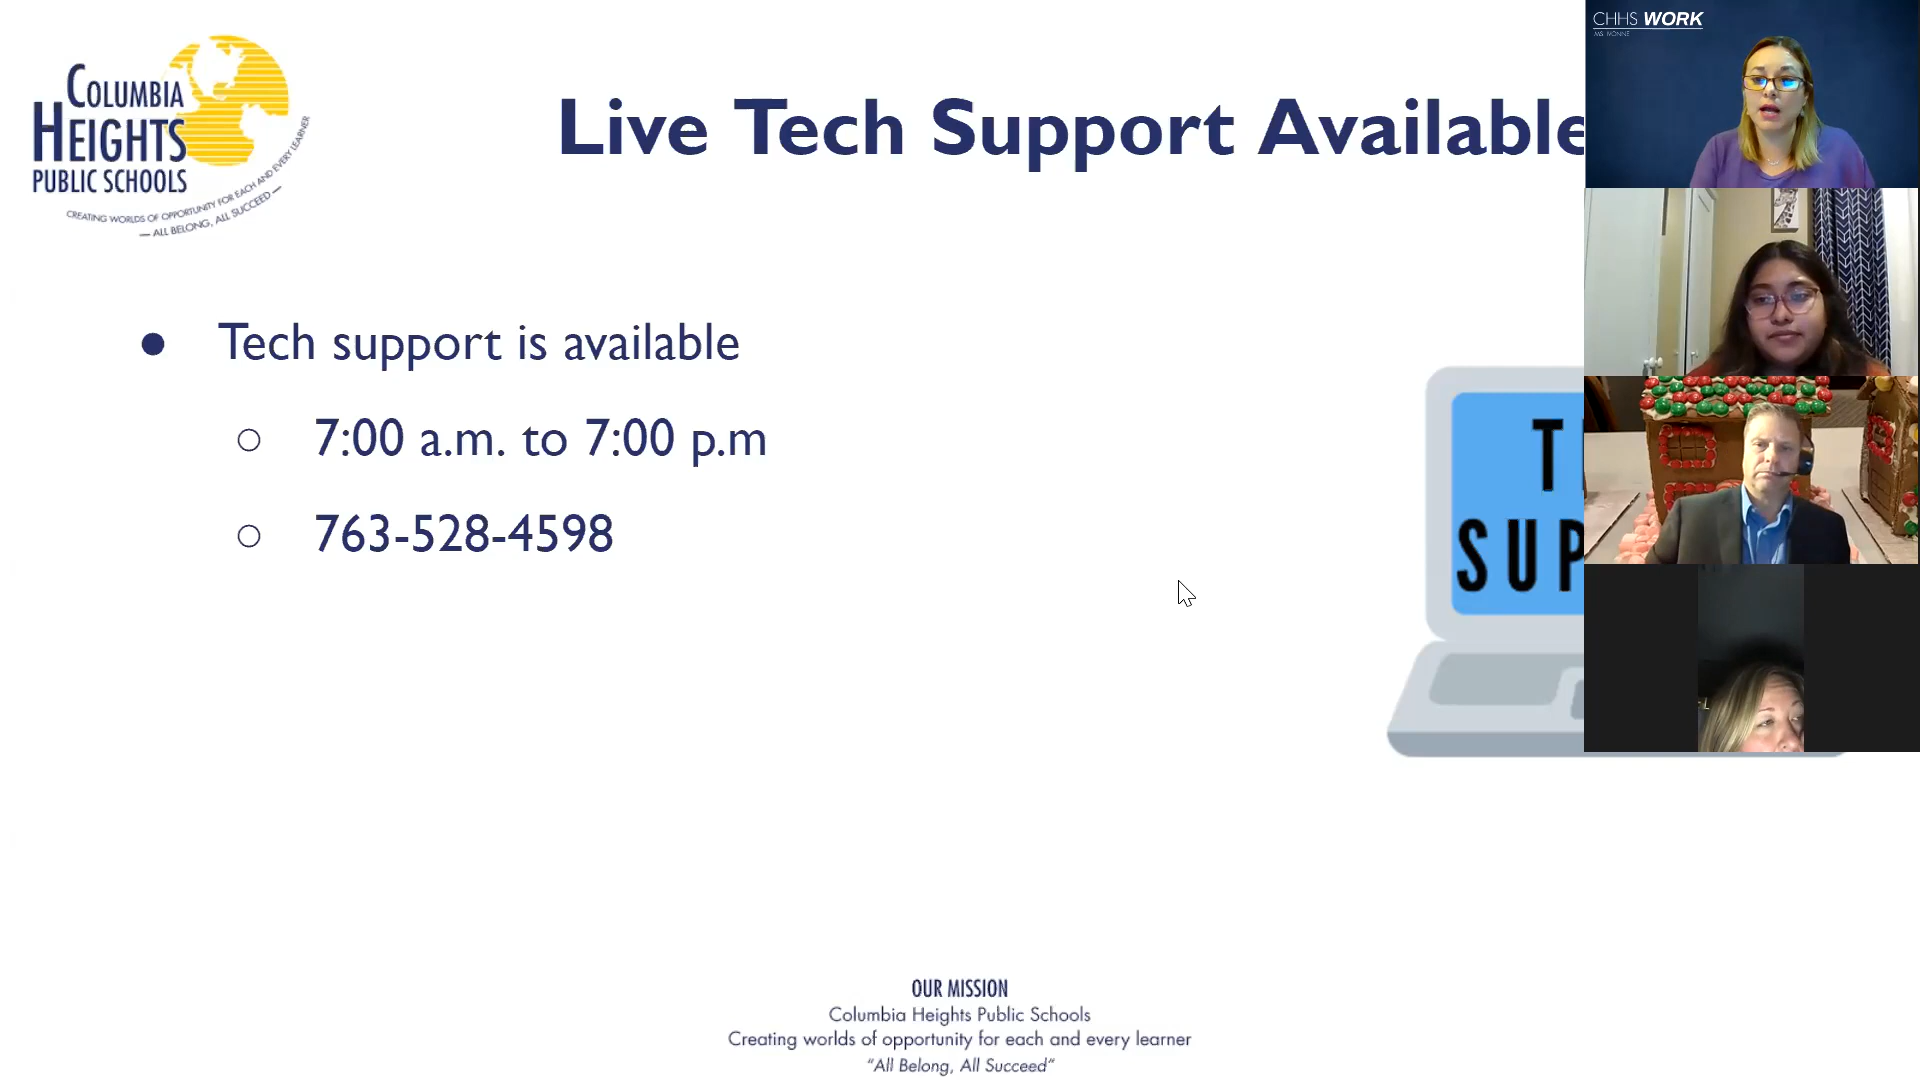 COLUMBIA
HEIGHTS
PUBLIC SCHOOLS
CREATING WORLDS OF OPPORTUNITY FOR EACH AND EVERY LEARNER
— ALL BELONG, ALL SUCCEED —
Live Tech Support Available
CHHS WORK
● Tech support is available
○ 7:00 a.m. to 7:00 p.m
○ 763-528-4598
T
SUP
OUR MISSION
Columbia Heights Public Schools
Creating worlds of opportunity for each and every learner
“All Belong, All Succeed”